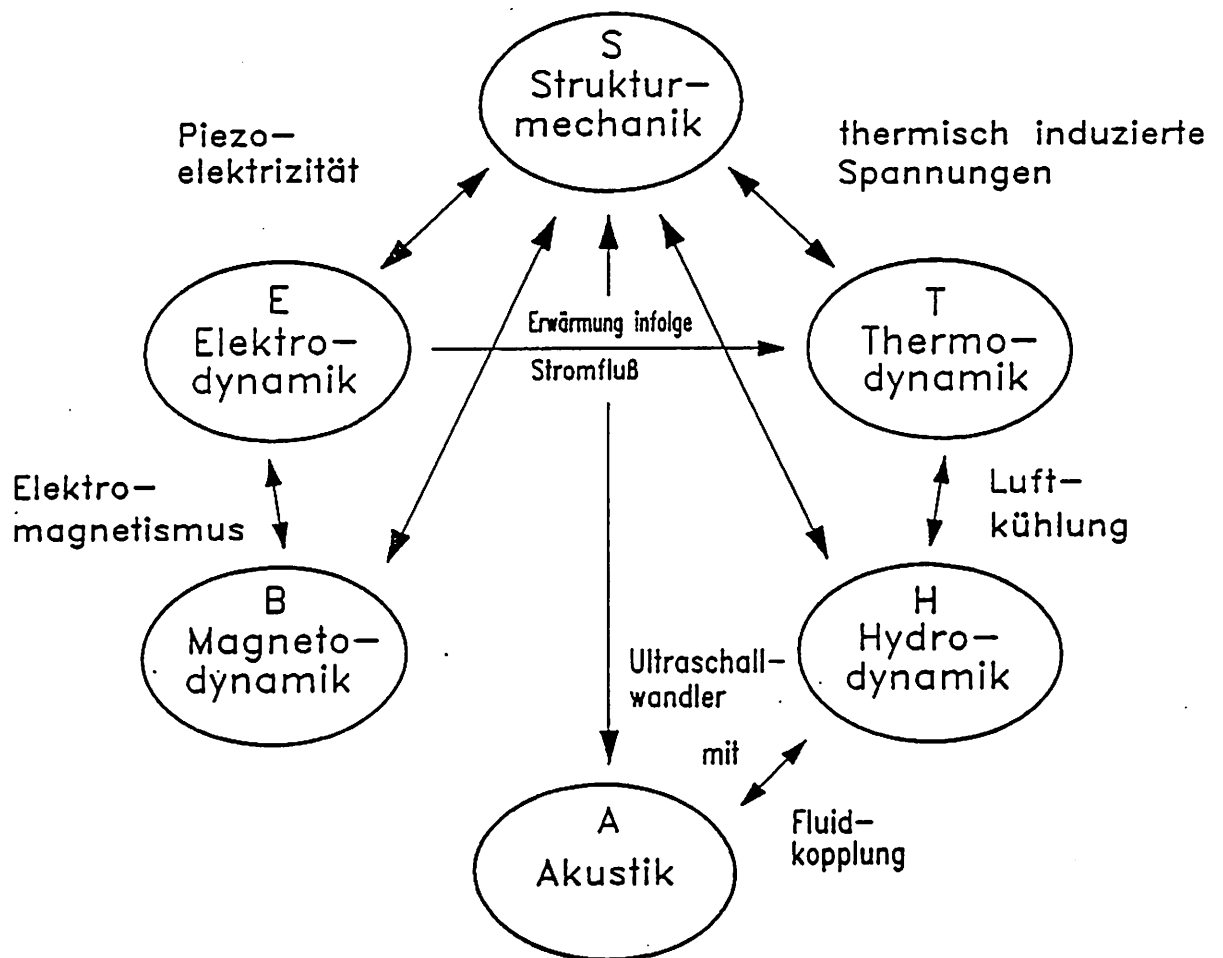 S
Struktur-
mechanik
Piezo-
elektrizität
thermisch induzierte
Spannungen
E
Elektro-
dynamik
Erwärmung infolge
Stromfluß
T
Thermo-
dynamik
Elektro-
magnetismus
Luft-
kühlung
B
Magneto-
dynamik
H
Hydro-
dynamik
Ultraschall-
wandler
mit
Fluid-
kopplung
A
Akustik